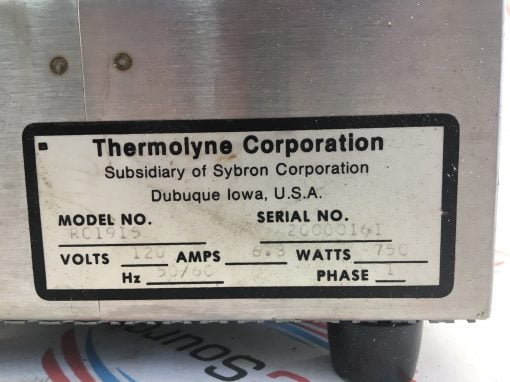 Thermolyne Corporation
Subsidiary of Sybron Corporation
Dubuque Iowa, U.S.A.
MODEL NO. SERIAL NO.
RC1915 20000161
VOLTS 120 AMPS 6.3 WATTS 750
Hz 50/60 PHASE 1